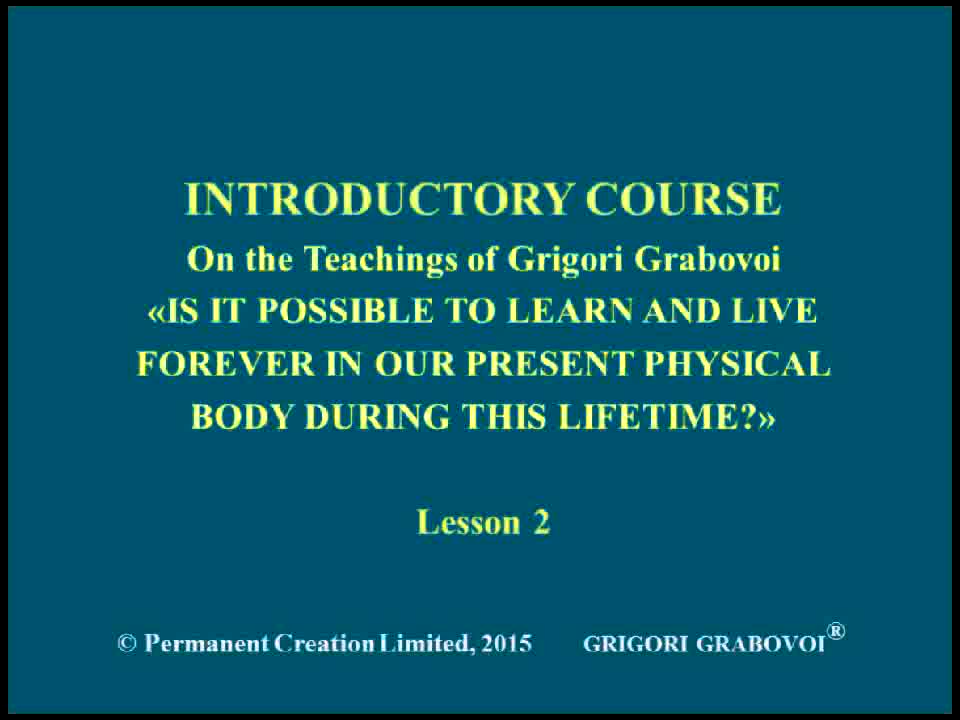 INTRODUCTORY COURSE
On the Teachings of Grigori Grabovoi
«IS IT POSSIBLE TO LEARN AND LIVE
FOREVER IN OUR PRESENT PHYSICAL
BODY DURING THIS LIFETIME?»
Lesson 2
© Permanent Creation Limited, 2015 GRIGORI GRABOVOI®